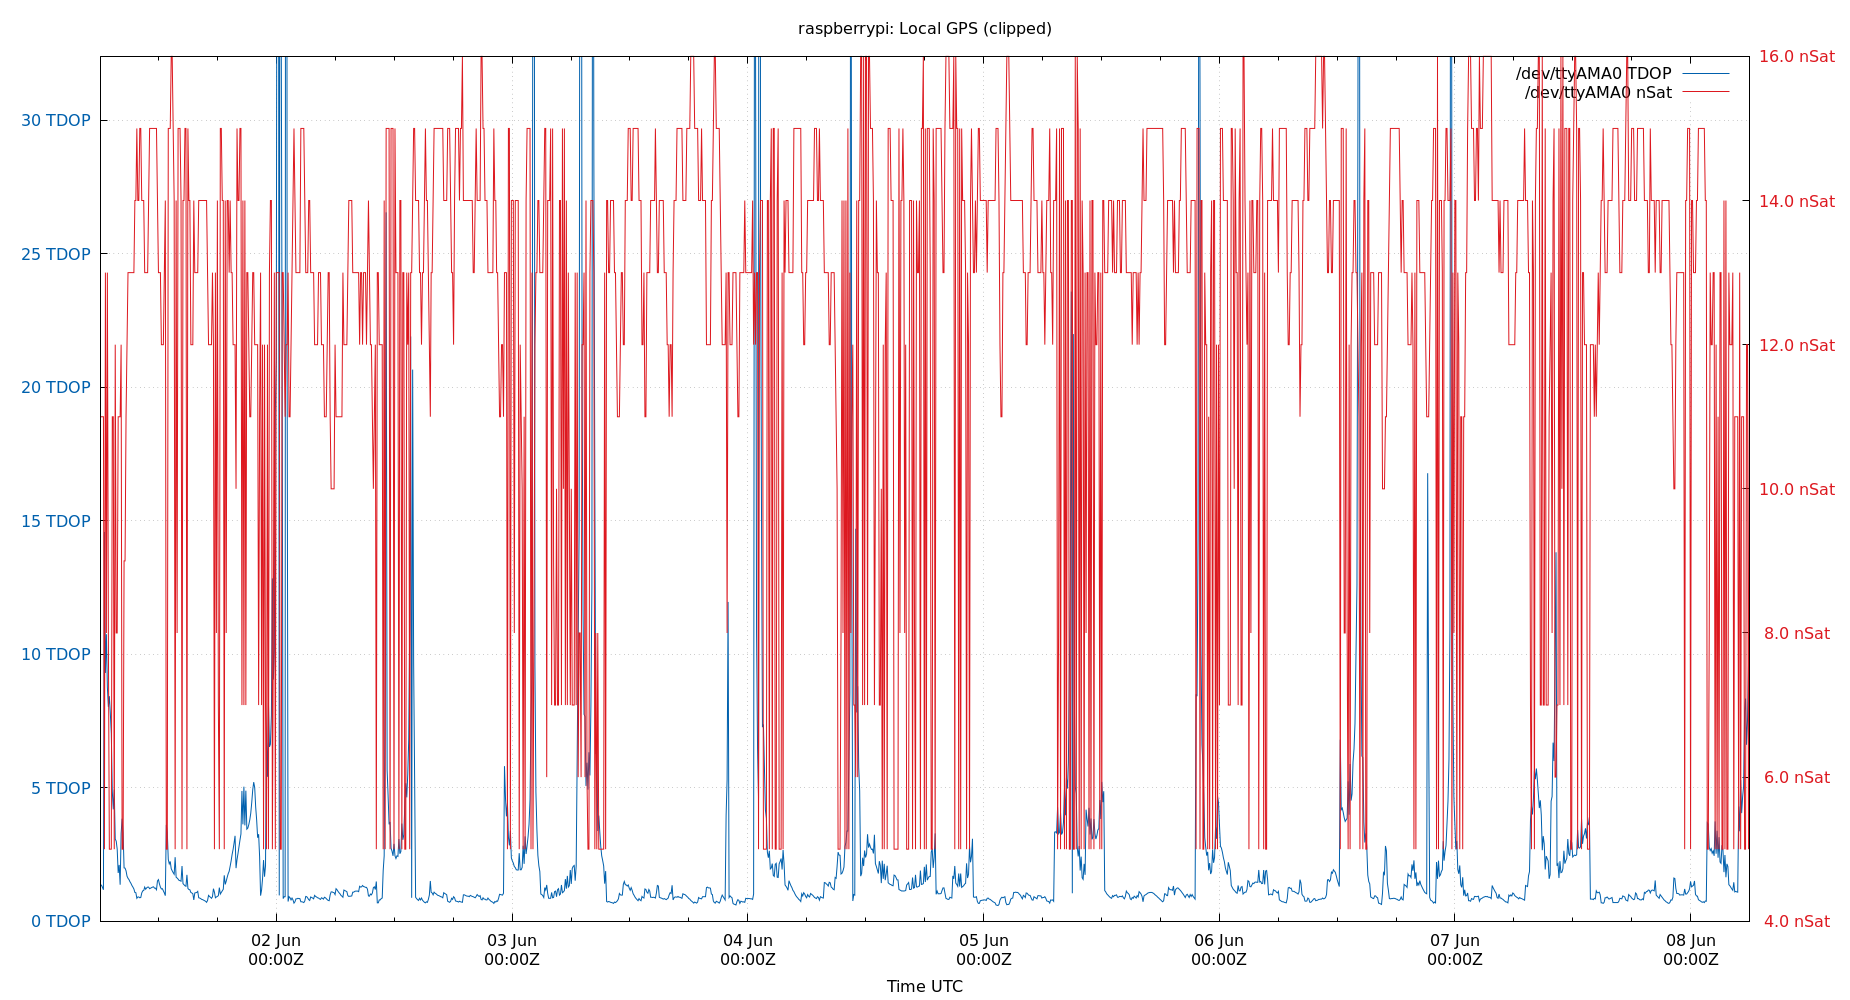 raspberrypi: Local GPS (clipped)
/dev/ttyAMA0 TDOP
/dev/ttyAMA0 nSat
30 TDOP
25 TDOP
20 TDOP
15 TDOP
10 TDOP
5 TDOP
0 TDOP
16.0 nSat
14.0 nSat
12.0 nSat
10.0 nSat
8.0 nSat
6.0 nSat
4.0 nSat
02 Jun 03 Jun 04 Jun 05 Jun 06 Jun 07 Jun 08 Jun
00:00Z 00:00Z 00:00Z 00:00Z 00:00Z 00:00Z 00:00Z
Time UTC